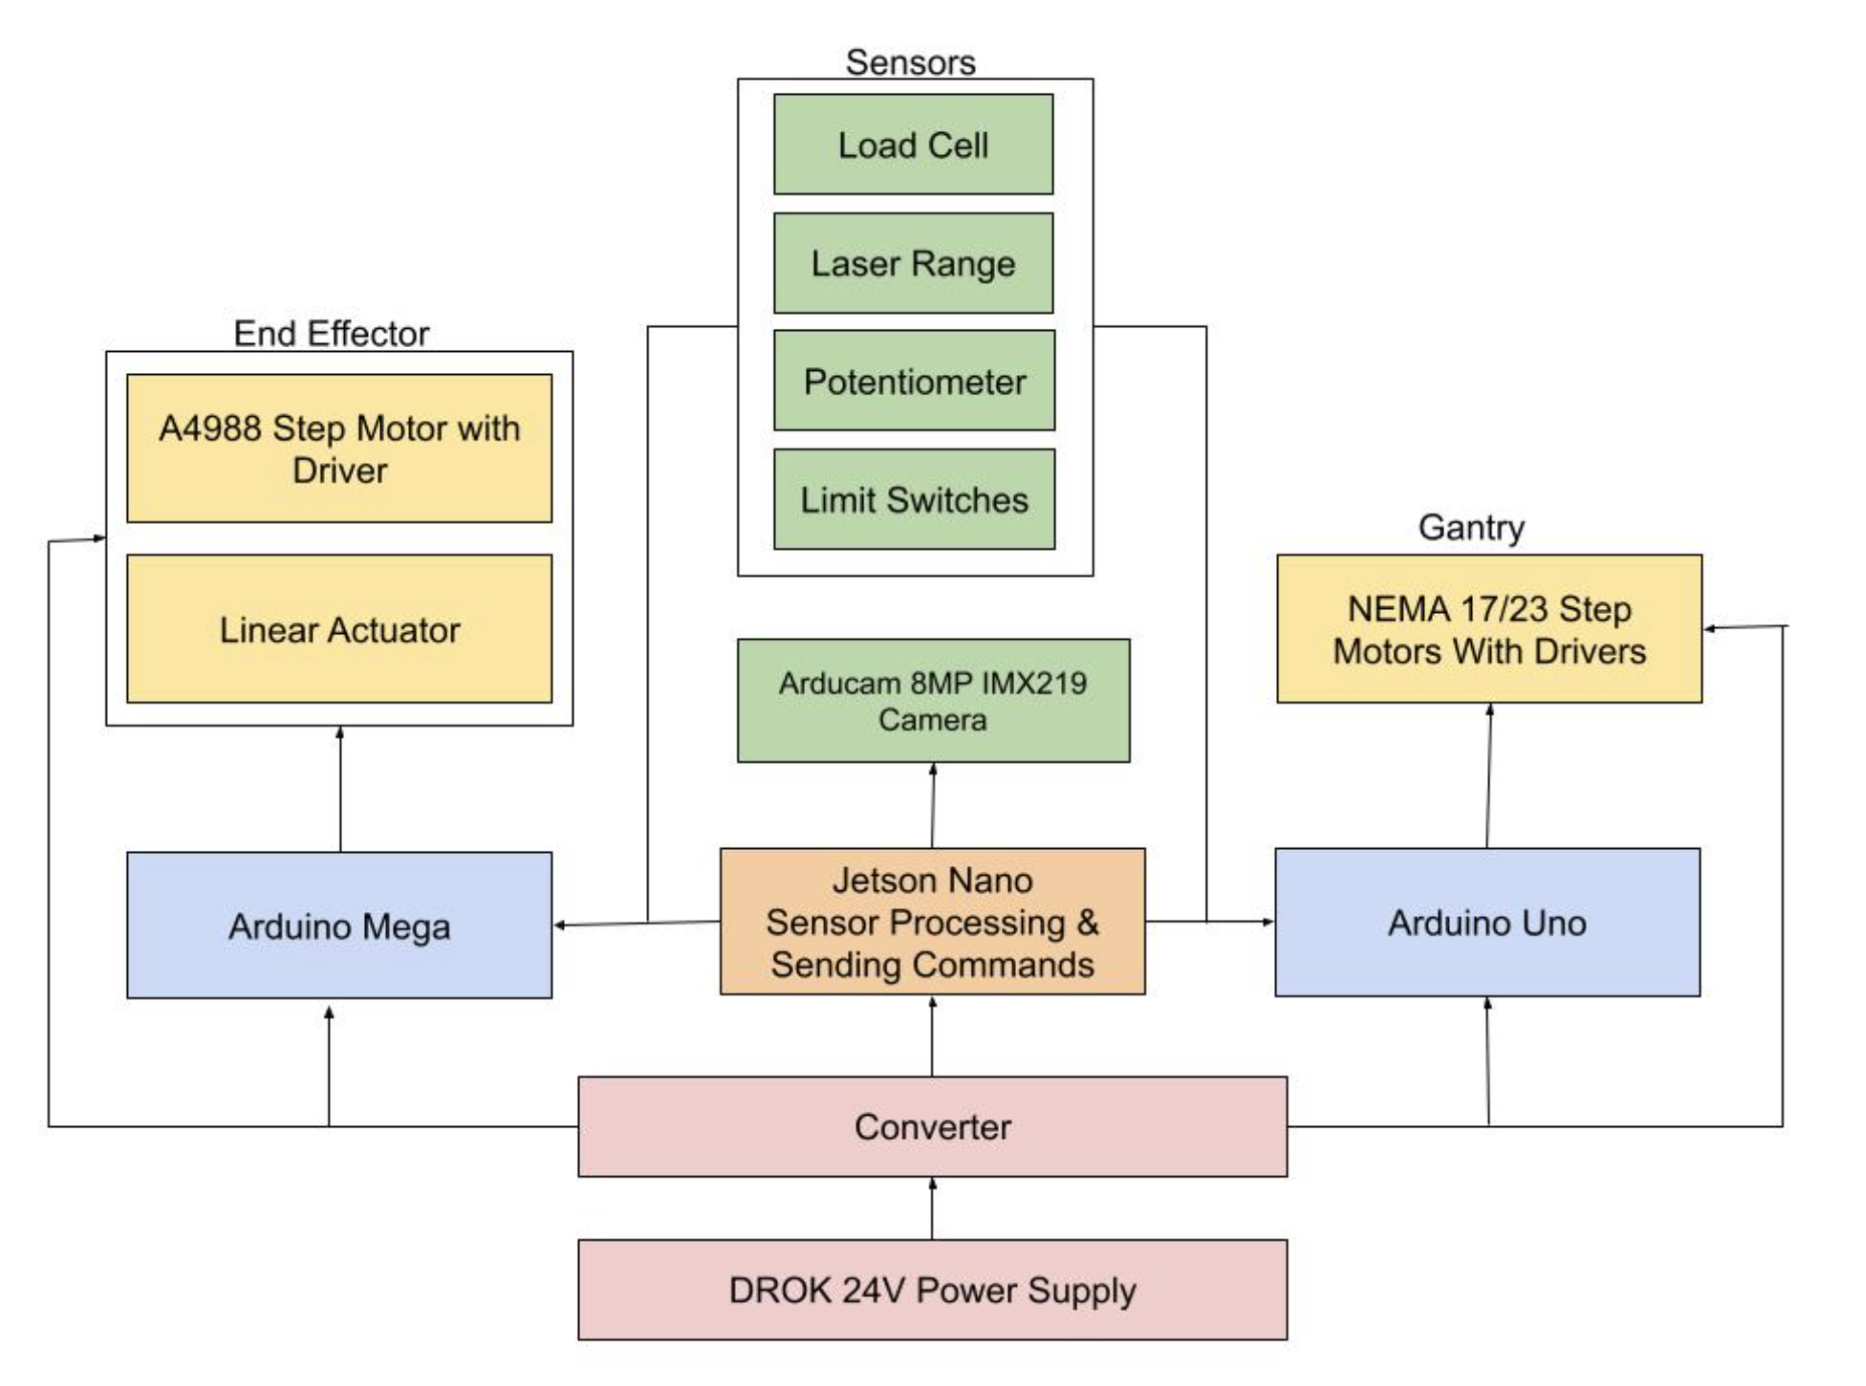 Sensors
Load Cell
Laser Range
Potentiometer
Limit Switches
End Effector
A4988 Step Motor with
Driver
Linear Actuator
Gantry
NEMA 17/23 Step
Motors With Drivers
Arducam 8MP IMX219
Camera
Arduino Mega
Jetson Nano
Sensor Processing &
Sending Commands
Arduino Uno
Converter
DROK 24V Power Supply